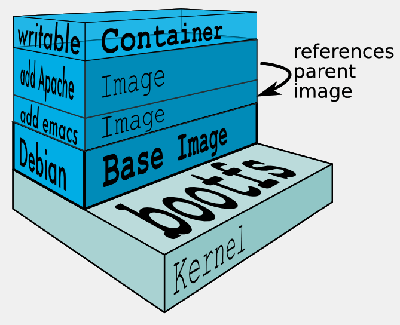 writable Container
add Apache Image
add emacs Image
Debian Base Image
references
parent
image
bootfs
Kernel